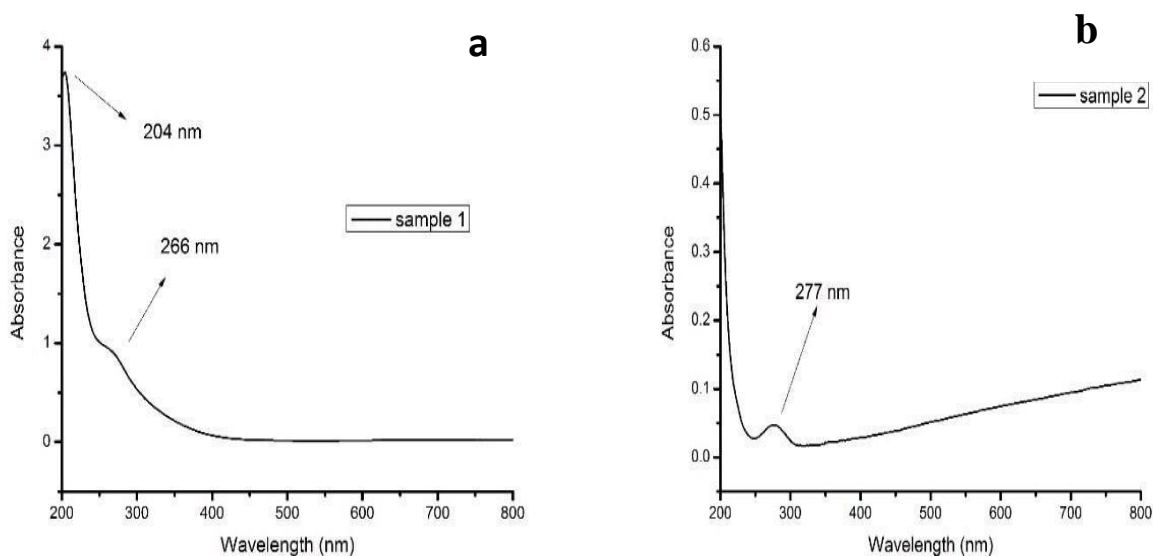 a
4
3
2
1
0
Absorbance
204 nm
266 nm
sample 1
200 300 400 500 600 700 800
Wavelength (nm)
b
0.6
0.5
0.4
0.3
0.2
0.1
0.0
Absorbance
277 nm
sample 2
200 300 400 500 600 700 800
Wavelength (nm)